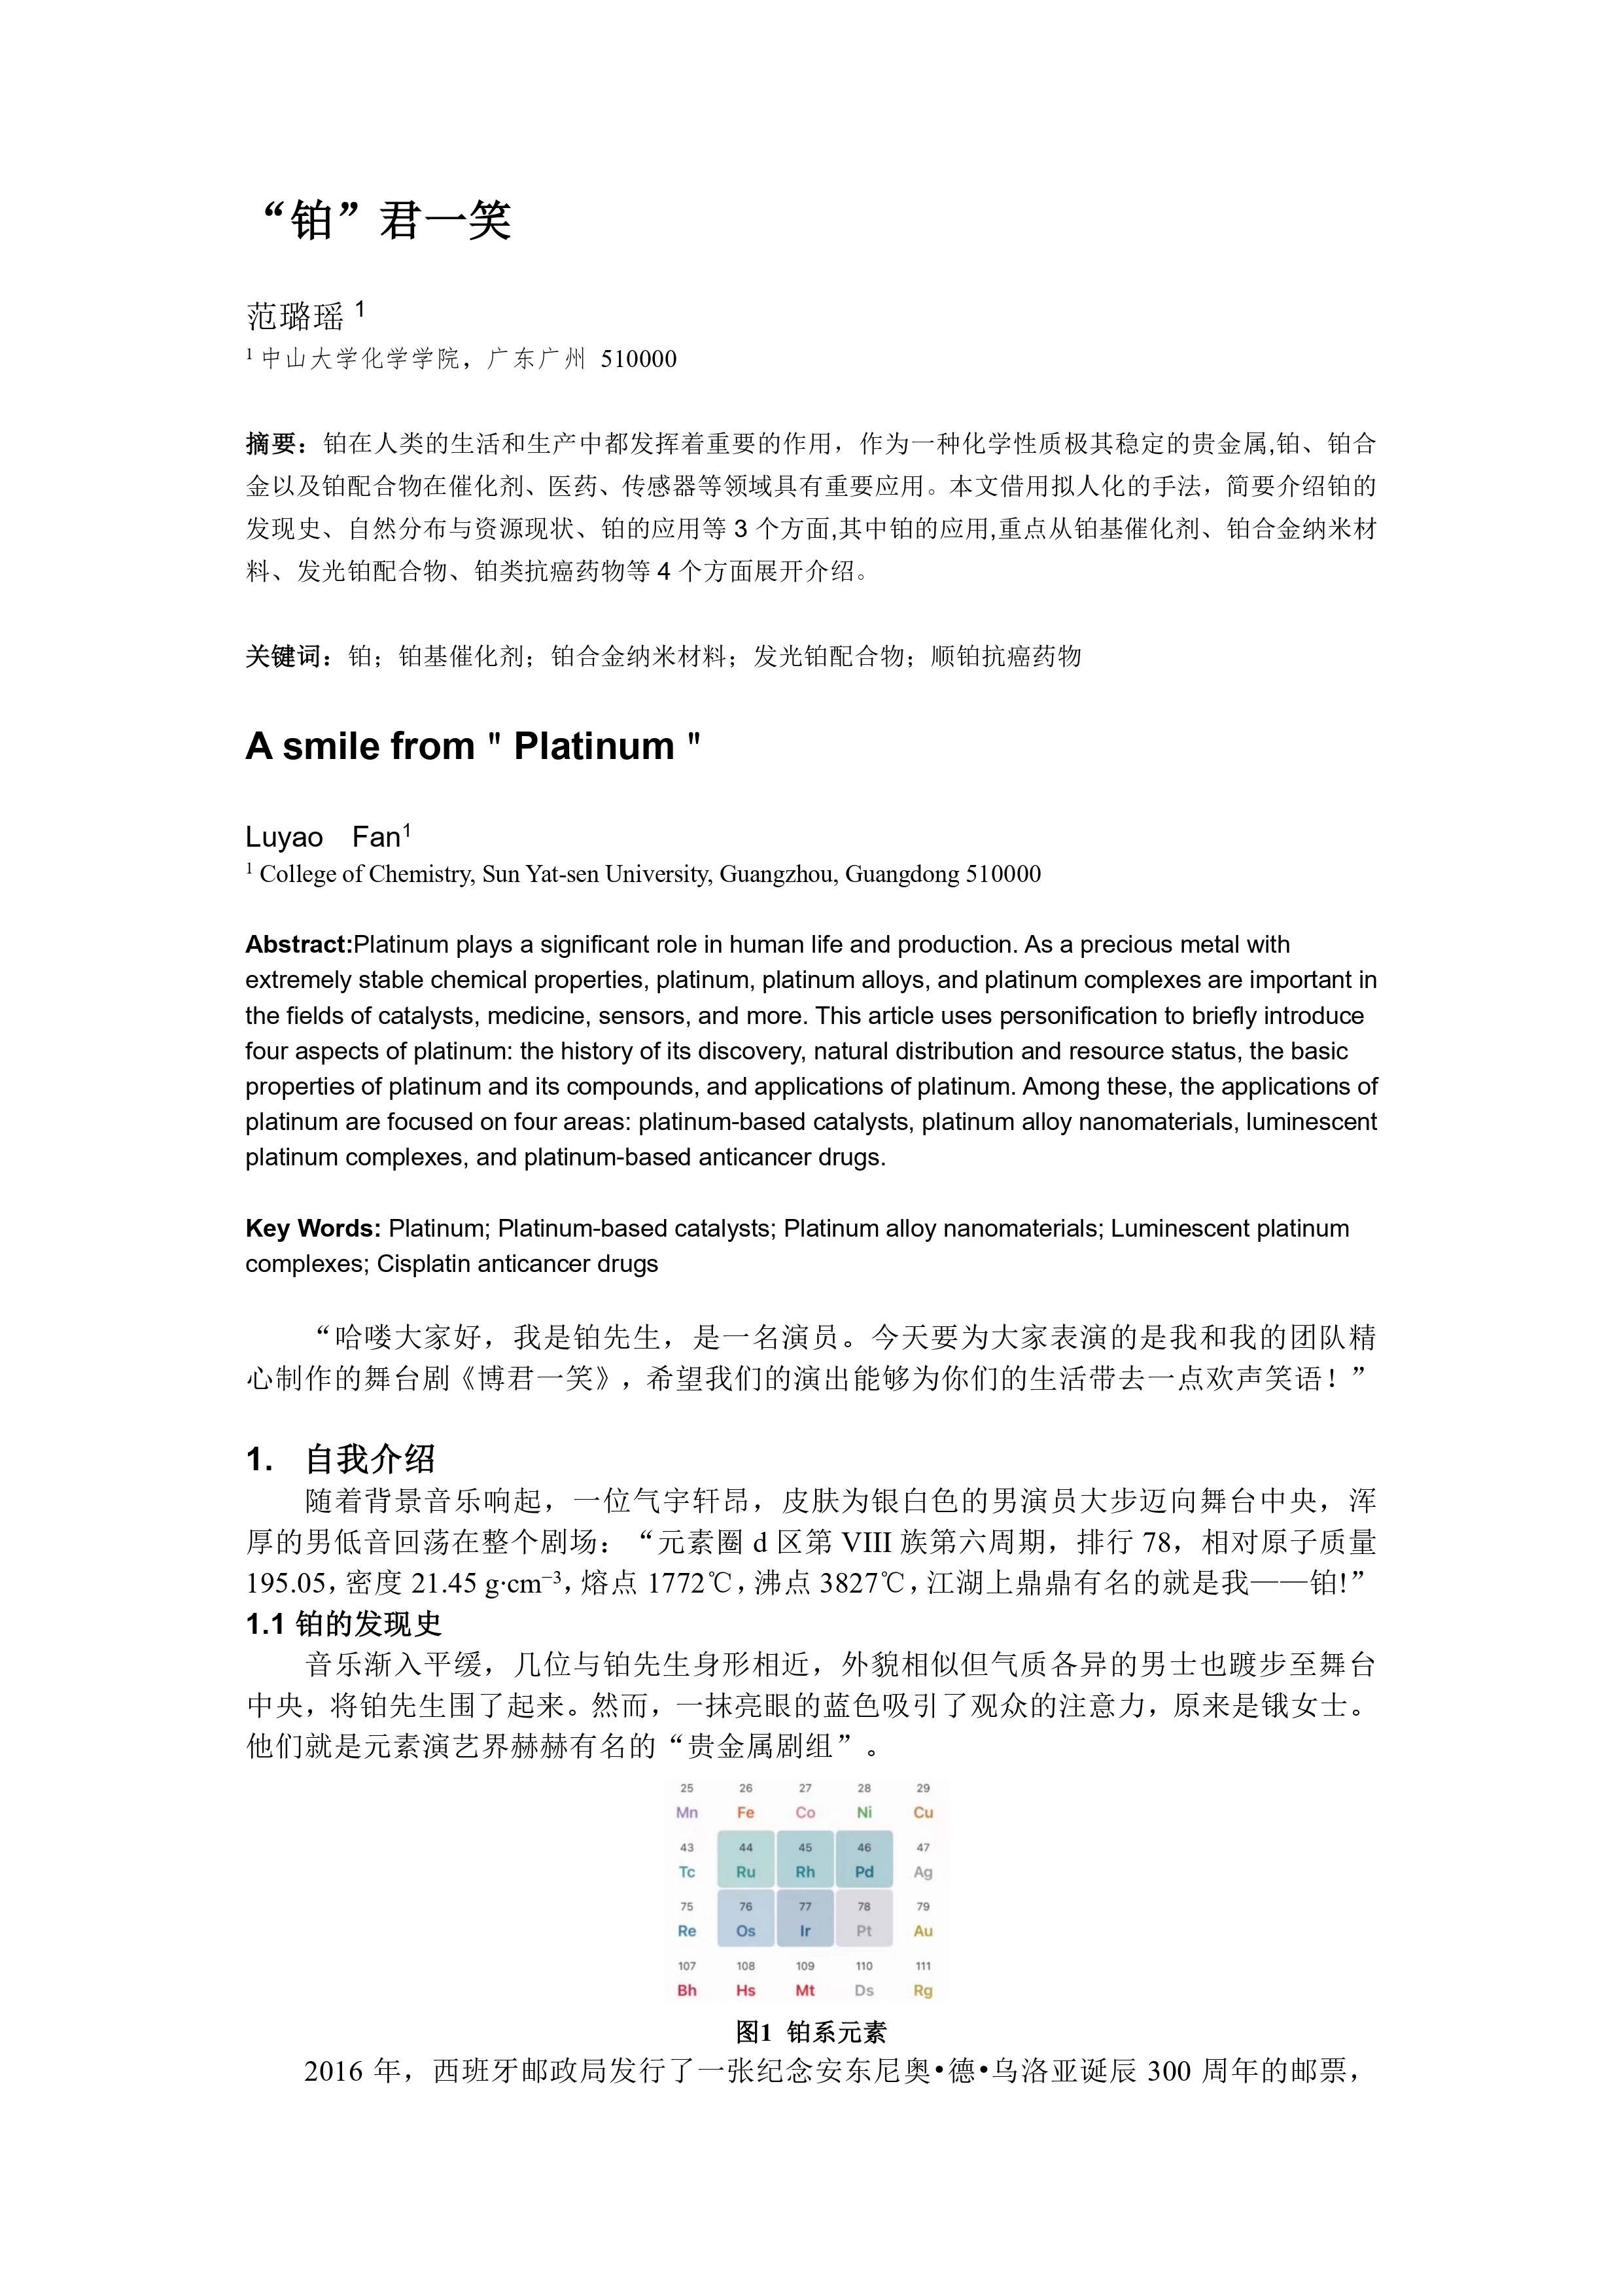 “铂”君一笑
范璐瑶 1
1 中山大学化学学院，广东广州 510000
摘要：铂在人类的生活和生产中都发挥着重要的作用，作为一种化学性质极其稳定的贵金属,铂、铂合
金以及铂配合物在催化剂、医药、传感器等领域具有重要应用。本文借用拟人化的手法，简要介绍铂的
发现史、自然分布与资源现状、铂的应用等 3 个方面,其中铂的应用,重点从铂基催化剂、铂合金纳米材
料、发光铂配合物、铂类抗癌药物等 4 个方面展开介绍。
关键词：铂；铂基催化剂；铂合金纳米材料；发光铂配合物；顺铂抗癌药物
A smile from " Platinum "
Luyao Fan1
1 College of Chemistry, Sun Yat-sen University, Guangzhou, Guangdong 510000
Abstract:Platinum plays a significant role in human life and production. As a precious metal with
extremely stable chemical properties, platinum, platinum alloys, and platinum complexes are important in
the fields of catalysts, medicine, sensors, and more. This article uses personification to briefly introduce
four aspects of platinum: the history of its discovery, natural distribution and resource status, the basic
properties of platinum and its compounds, and applications of platinum. Among these, the applications of
platinum are focused on four areas: platinum-based catalysts, platinum alloy nanomaterials, luminescent
platinum complexes, and platinum-based anticancer drugs.
Key Words: Platinum; Platinum-based catalysts; Platinum alloy nanomaterials; Luminescent platinum
complexes; Cisplatin anticancer drugs
“哈喽大家好，我是铂先生，是一名演员。今天要为大家表演的是我和我的团队精
心制作的舞台剧《博君一笑》，希望我们的演出能够为你们的生活带去一点欢声笑语！”
1. 自我介绍
随着背景音乐响起，一位气宇轩昂，皮肤为银白色的男演员大步迈向舞台中央，浑
厚的男低音回荡在整个剧场：“元素圈 d 区第 VIII 族第六周期，排行 78，相对原子质量
195.05，密度 21.45 g·cm⁻³，熔点 1772℃，沸点 3827℃，江湖上鼎鼎有名的就是我——铂!”
1.1 铂的发现史
音乐渐入平缓，几位与铂先生身形相近，外貌相似但气质各异的男士也踱步至舞台
中央，将铂先生围了起来。然而，一抹亮眼的蓝色吸引了观众的注意力，原来是锇女士。
他们就是元素演艺界赫赫有名的“贵金属剧组”。
25 26 27 28 29
Mn Fe Co Ni Cu
43 44 45 46 47
Tc Ru Rh Pd Ag
75 76 77 78 79
Re Os Ir Pt Au
107 108 109 110 111
Bh Hs Mt Ds Rg
图1 铂系元素
2016 年，西班牙邮政局发行了一张纪念安东尼奥•德•乌洛亚诞辰 300 周年的邮票，